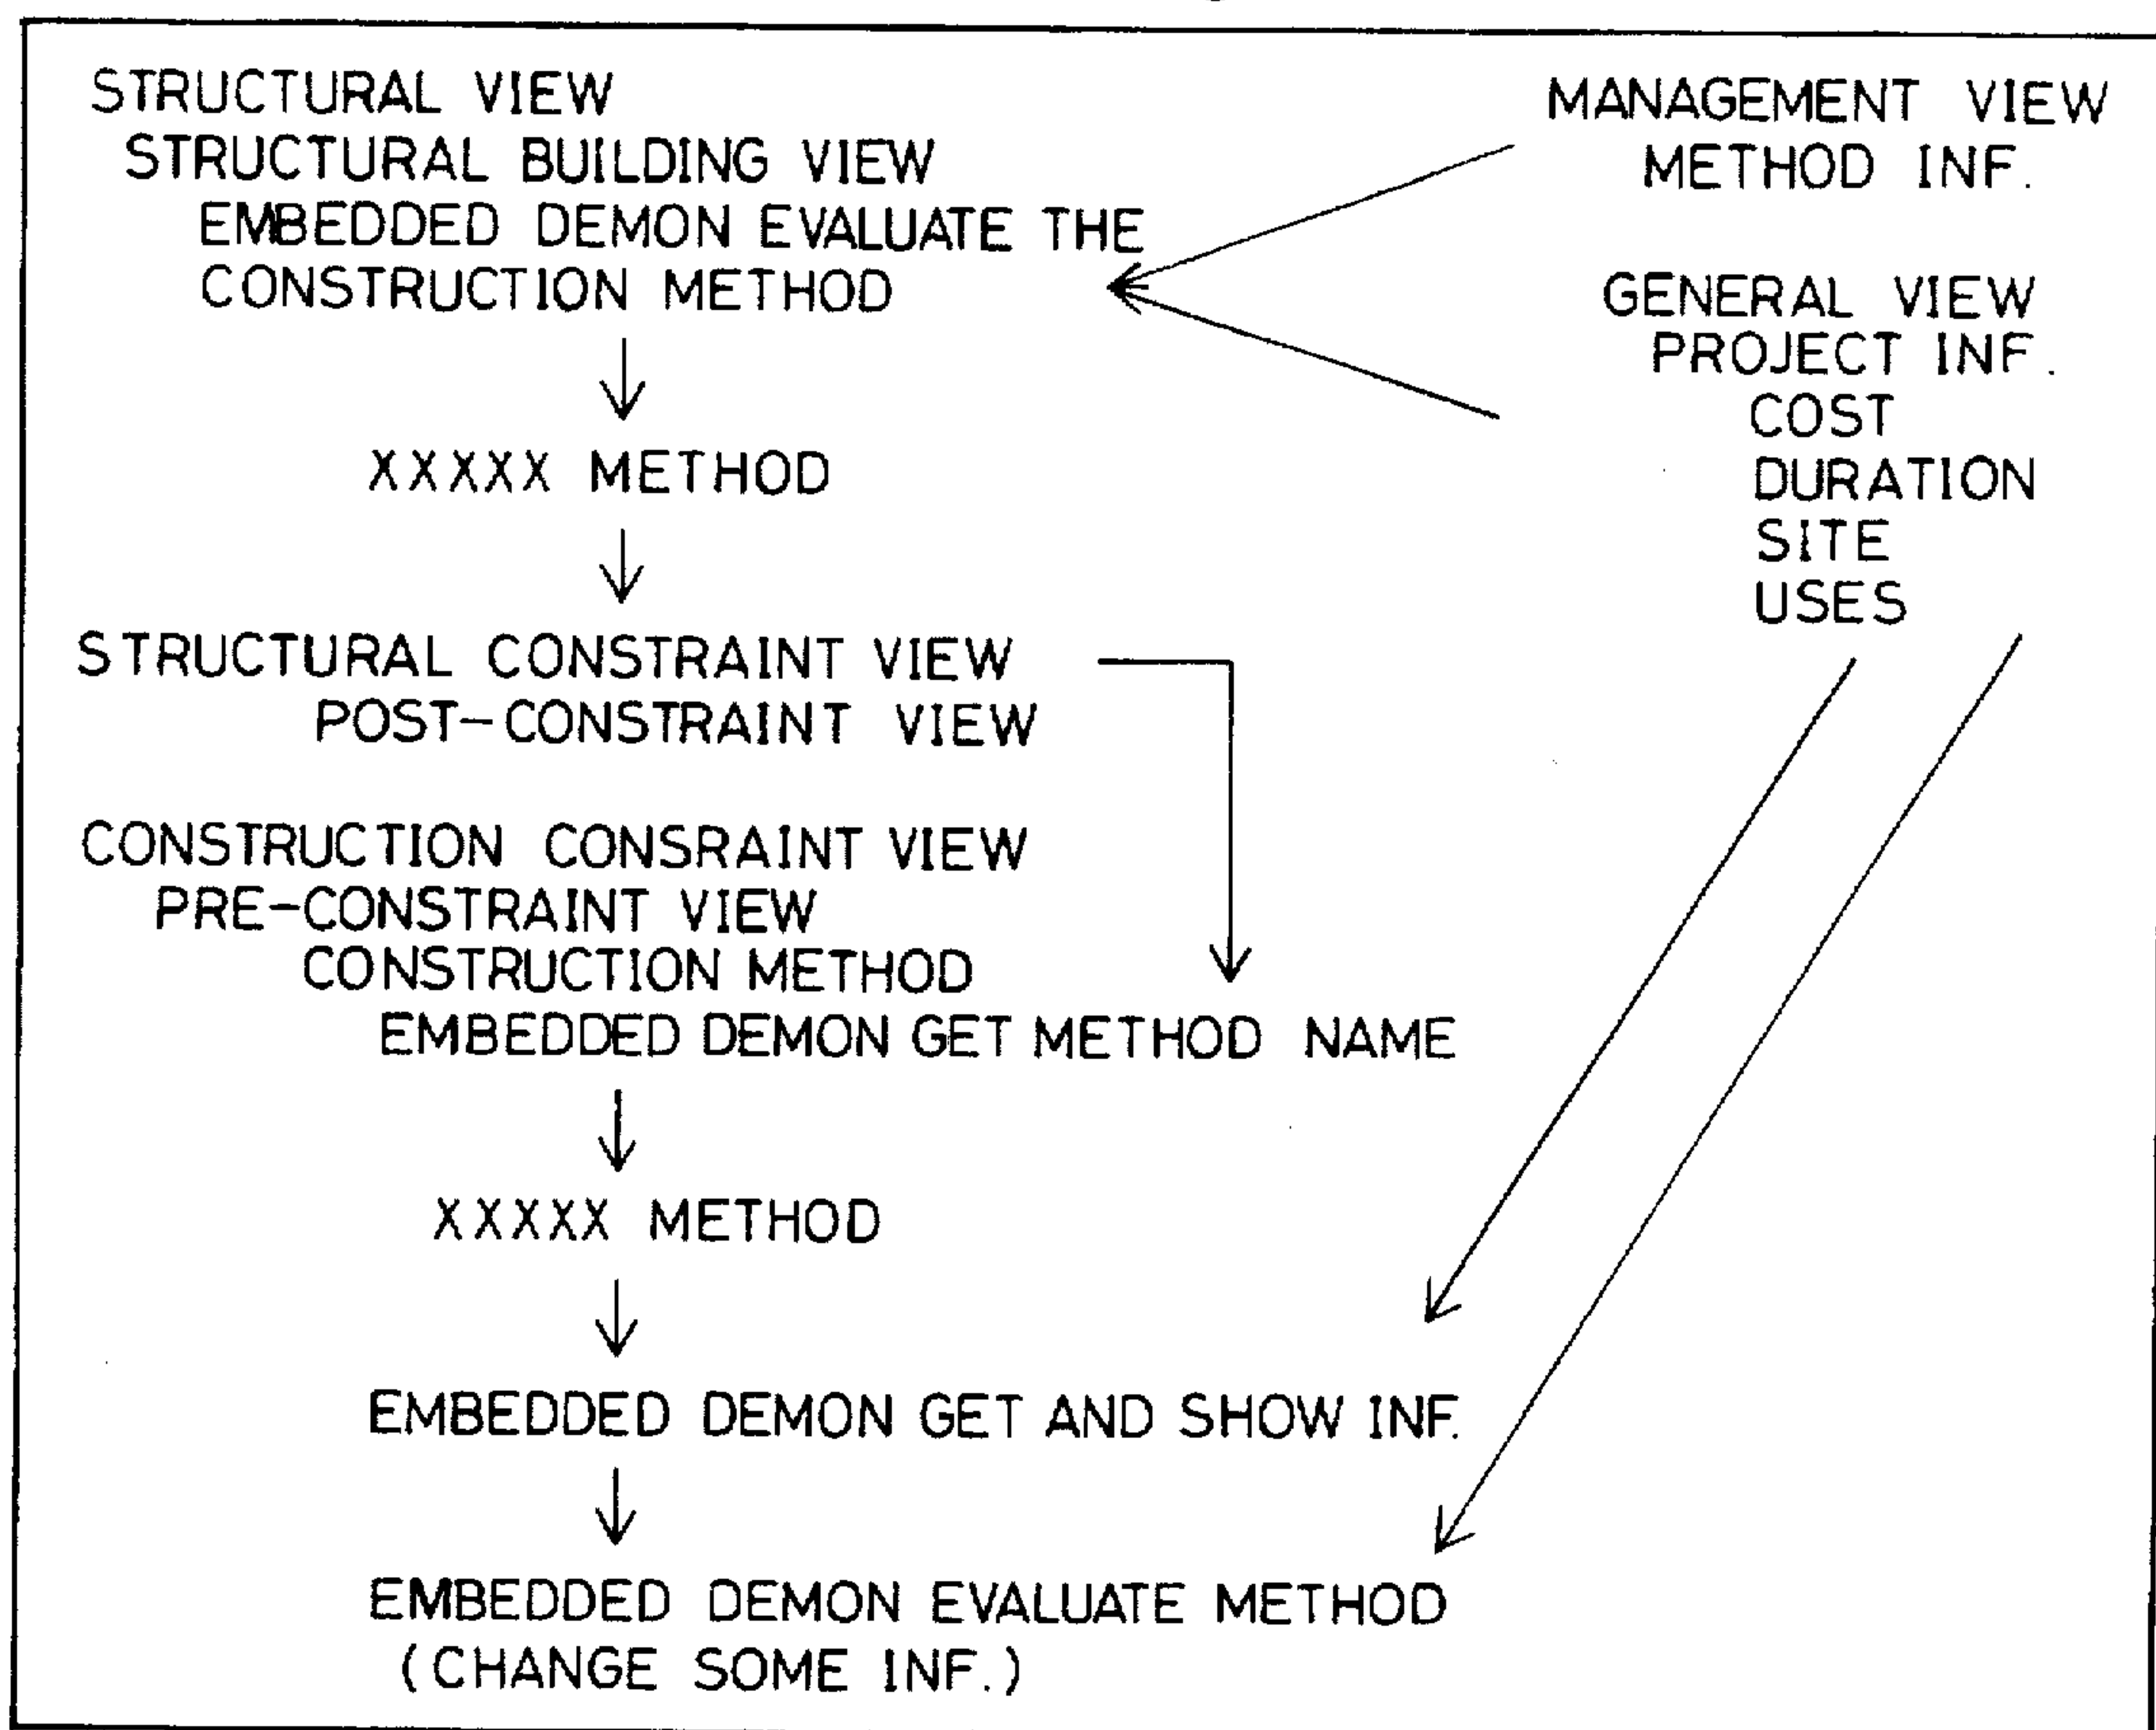 STRUCTURAL VIEW
STRUCTURAL BUILDING VIEW
EMBEDDED DEMON EVALUATE THE
CONSTRUCTION METHOD
XXXXX METHOD
STRUCTURAL CONSTRAINT VIEW
POST-CONSTRAINT VIEW
CONSTRUCTION CONSRAINT VIEW
PRE-CONSTRAINT VIEW
CONSTRUCTION METHOD
EMBEDDED DEMON GET METHOD NAME
XXXXX METHOD
EMBEDDED DEMON GET AND SHOW INF.
EMBEDDED DEMON EVALUATE METHOD
(CHANGE SOME INF.)
MANAGEMENT VIEW
METHOD INF.
GENERAL VIEW
PROJECT INF.
COST
DURATION
SITE
USES